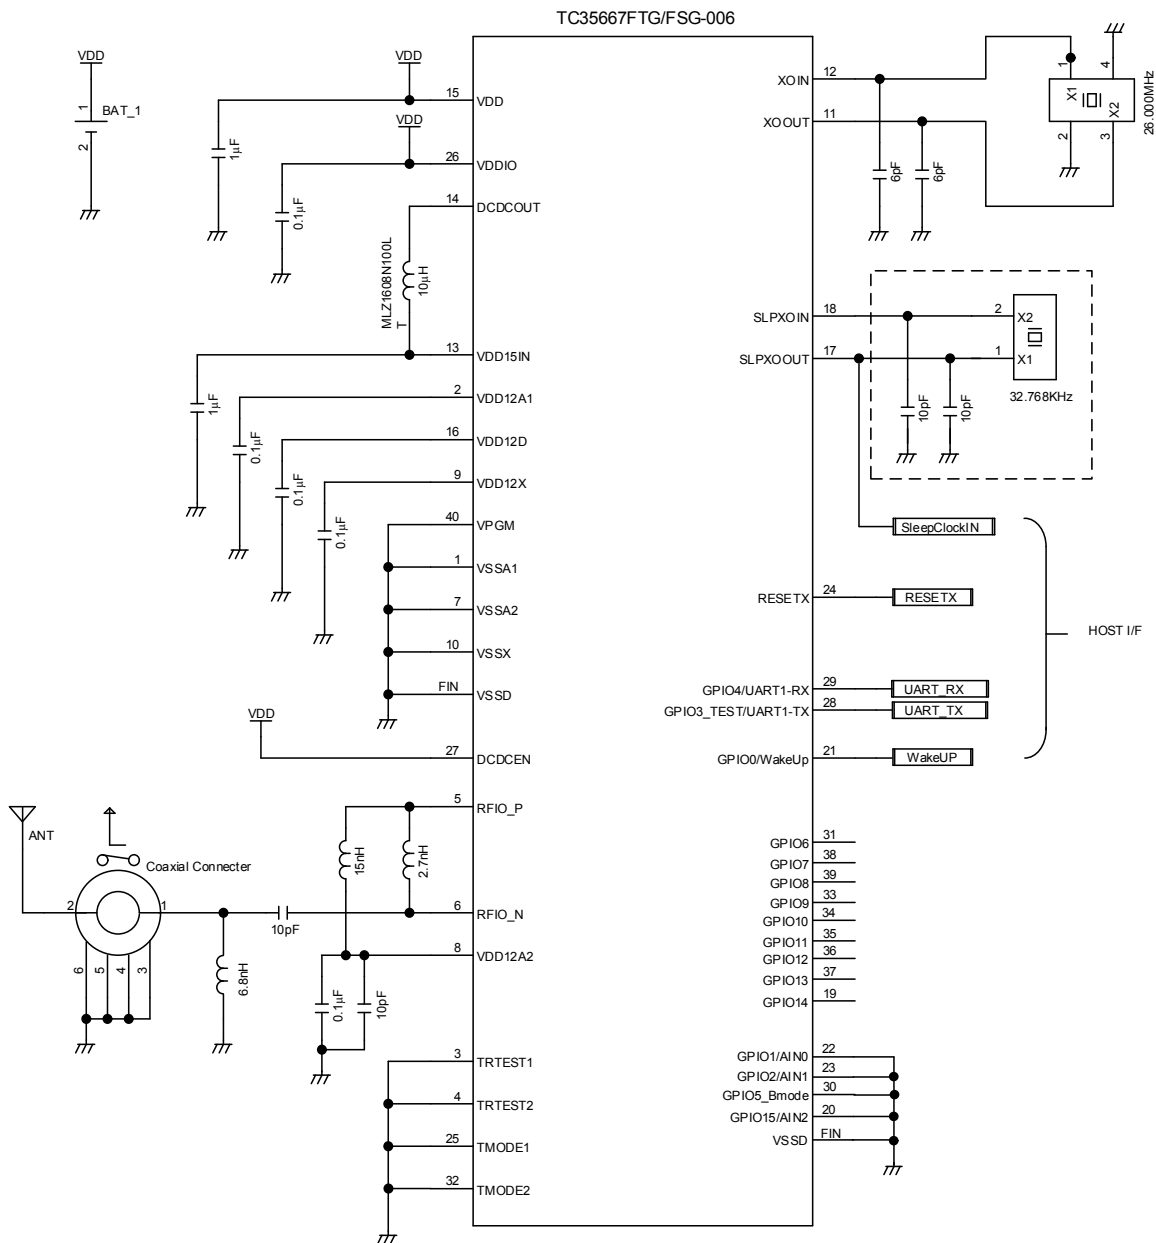 TC35667FTG/FSG-006
VDD
1
BAT_1
2
VDD
15
VDD
1µF
VDD
26
VDDIO
0.1µF
14
DCDCOUT
MLZ1608N100L
T
10µH
13
VDD15IN
1µF
2
VDD12A1
0.1µF
16
VDD12D
0.1µF
9
VDD12X
0.1µF
40
VPGM
1
VSSA1
7
VSSA2
10
VSSX
FIN
VSSD
VDD
27
DCDCEN
5
RFIO_P
ANT
15nH
2.7nH
Coaxial Connecter
2
1
10pF
6
RFIO_N
8
VDD12A2
6
5
4
3
6.8nH
0.1µF
10pF
3
TRTEST1
4
TRTEST2
25
TMODE1
32
TMODE2
XOIN
12
XOOUT
11
6pF
6pF
1
4
X1
X2
2
3
26.000MHz
SLPXOIN
18
2
X2
SLPXOOUT
17
1
X1
32.768KHz
10pF
10pF
SleepClockIN
RESETX
24
RESETX
HOST I/F
GPIO4/UART1-RX
29
UART_RX
GPIO3_TEST/UART1-TX
28
UART_TX
GPIO0/WakeUp
21
WakeUP
GPIO6
31
GPIO7
38
GPIO8
39
GPIO9
33
GPIO10
34
GPIO11
35
GPIO12
36
GPIO13
37
GPIO14
19
GPIO1/AIN0
22
GPIO2/AIN1
23
GPIO5_Bmode
30
GPIO15/AIN2
20
VSSD
FIN